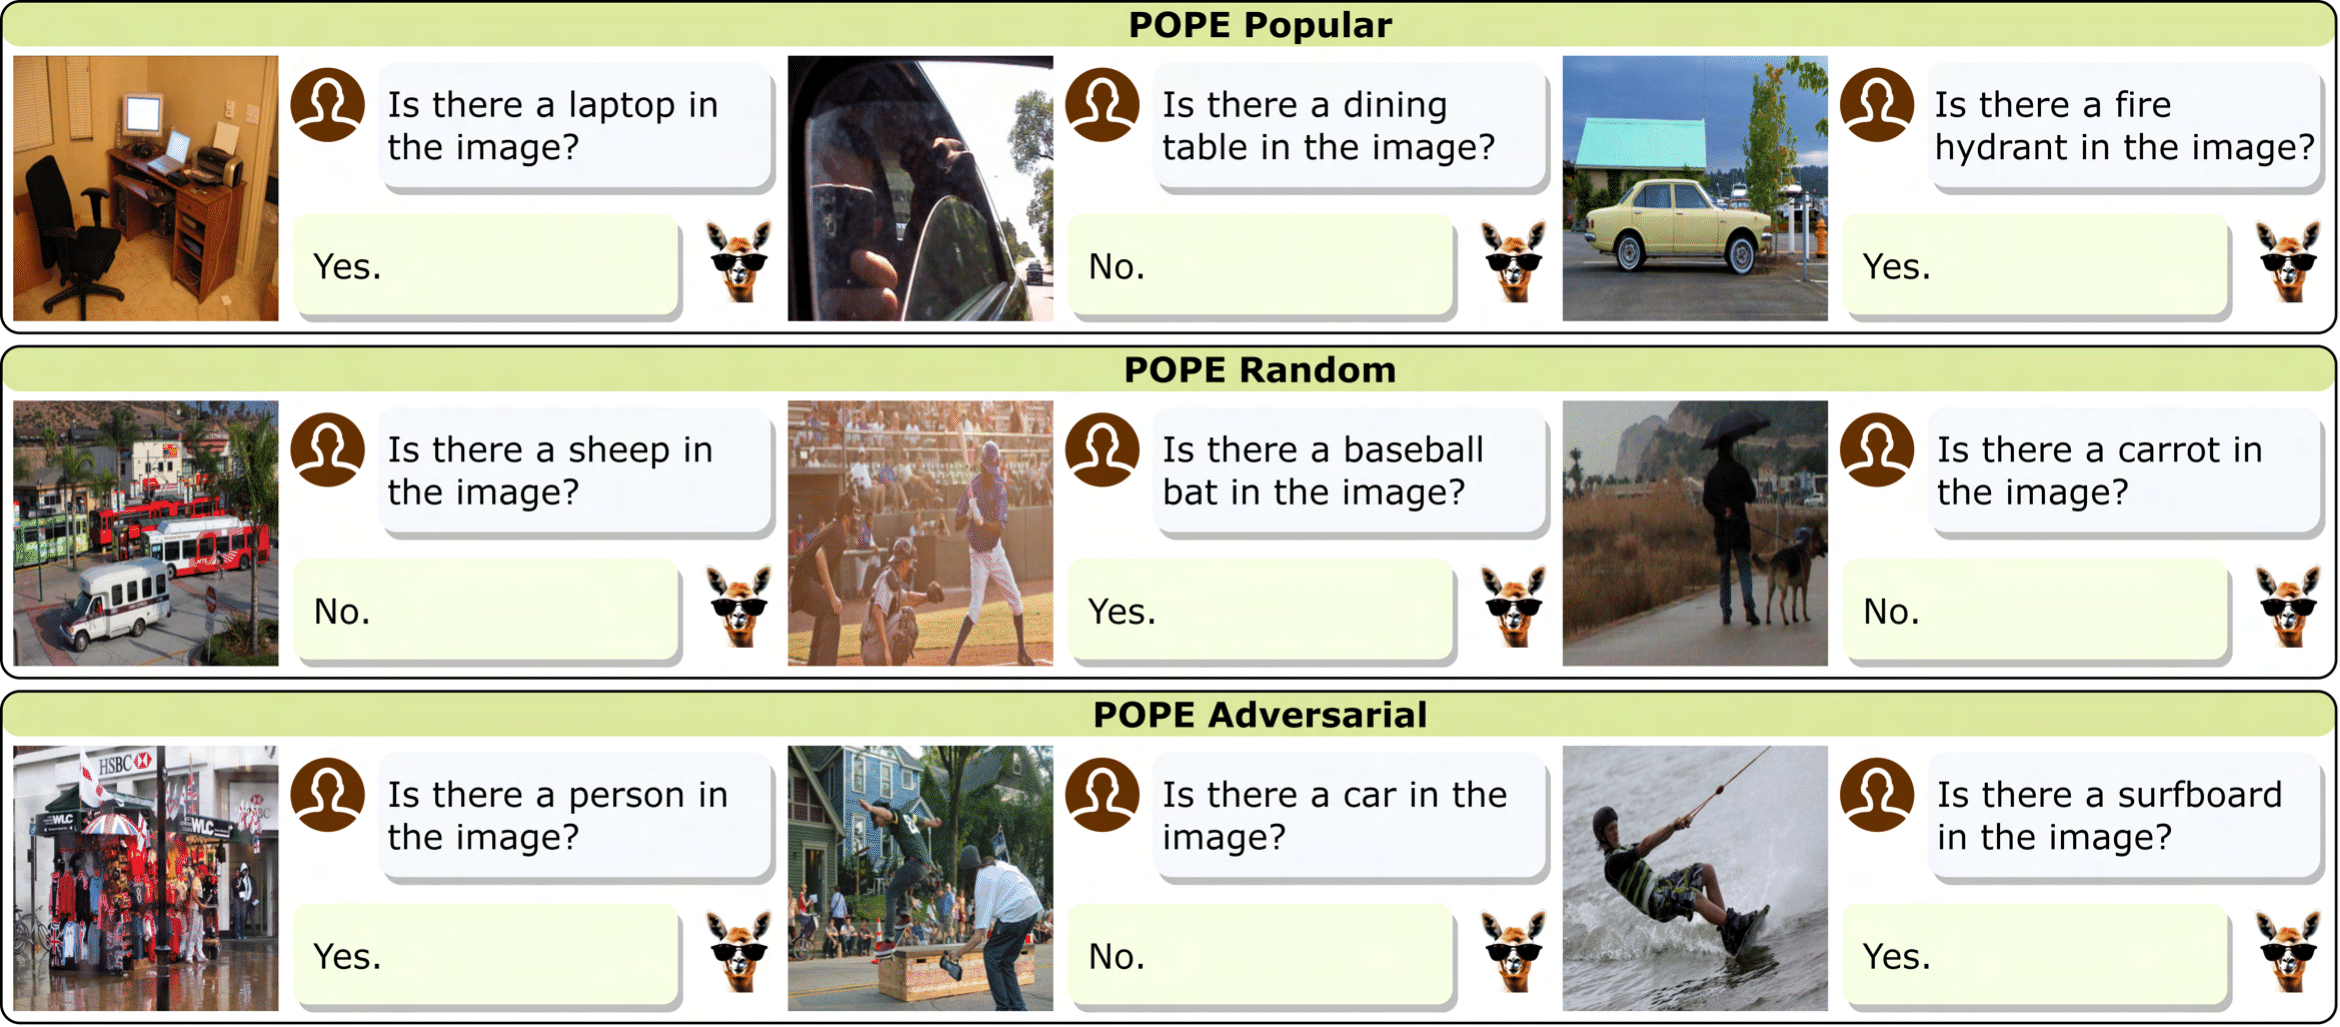 POPE Popular
Is there a laptop in
the image?
Yes.
Is there a dining
table in the image?
No.
Is there a fire
hydrant in the image?
Yes.
POPE Random
Is there a sheep in
the image?
No.
Is there a baseball
bat in the image?
Yes.
Is there a carrot in
the image?
No.
POPE Adversarial
HSBC
WLC
WLC
Is there a person in
the image?
Yes.
Is there a car in the
image?
No.
Is there a surfboard
in the image?
Yes.